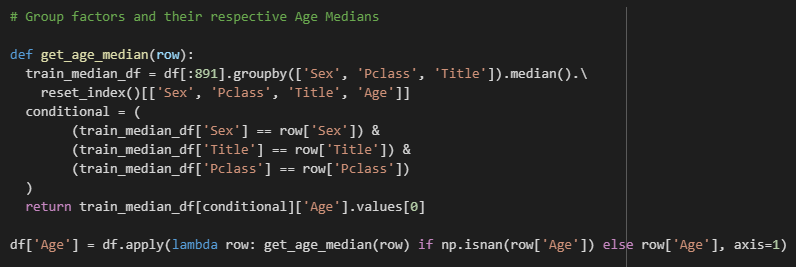 # Group factors and their respective Age Medians
def get_age_median(row):
  train_median_df = df[:891].groupby(['Sex', 'Pclass', 'Title']).median().\
    reset_index()[['Sex', 'Pclass', 'Title', 'Age']]
  conditional = (
        (train_median_df['Sex'] == row['Sex']) &
        (train_median_df['Title'] == row['Title']) &
        (train_median_df['Pclass'] == row['Pclass'])
  )
  return train_median_df[conditional]['Age'].values[0]
df['Age'] = df.apply(lambda row: get_age_median(row) if np.isnan(row['Age']) else row['Age'], axis=1)